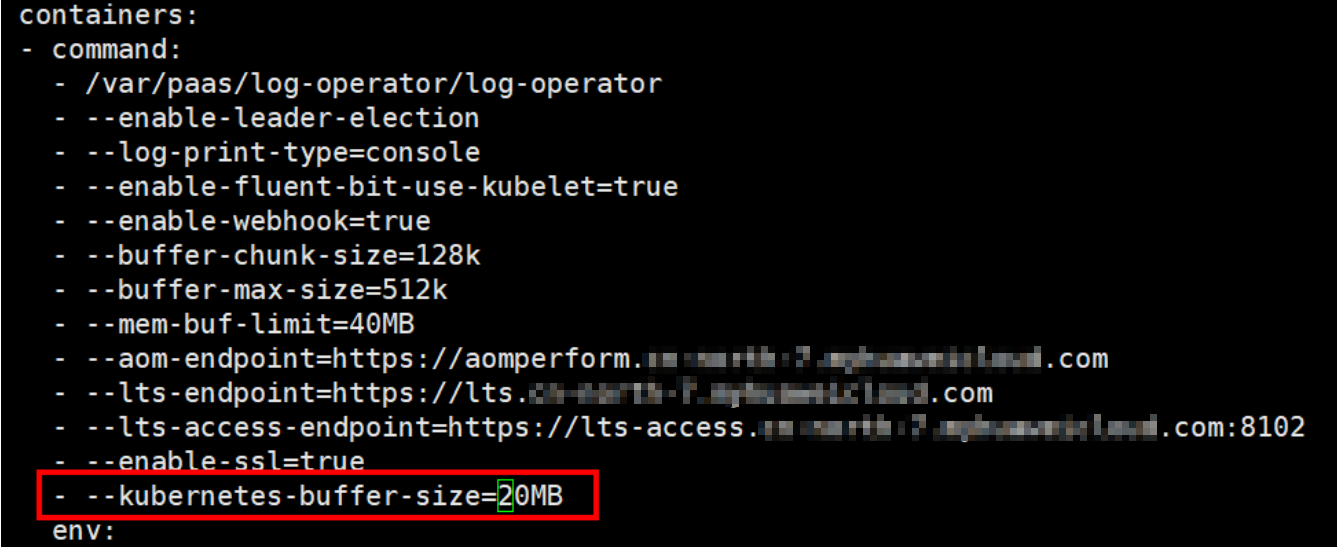 containers:
- command:
- /var/paas/log-operator/log-operator
- --enable-leader-election
- --log-print-type=console
- --enable-fluent-bit-use-kubelet=true
- --enable-webhook=true
- --buffer-chunk-size=128k
- --buffer-max-size=512k
- --mem-buf-limit=40MB
- --aom-endpoint=https://aomperform. .com
- --lts-endpoint=https://lts. .com
- --lts-access-endpoint=https://lts-access. .com:8102
- --enable-ssl=true
- --kubernetes-buffer-size=20MB
env: